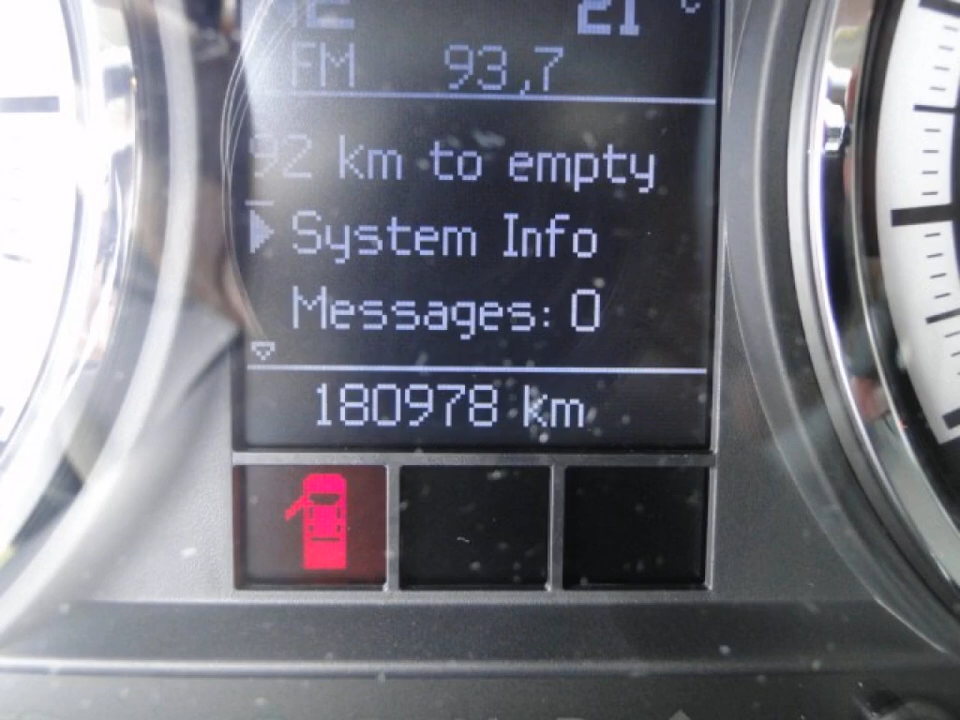 21 °C
FM 93,7
92 km to empty
System Info
Messages: 0
180978 km